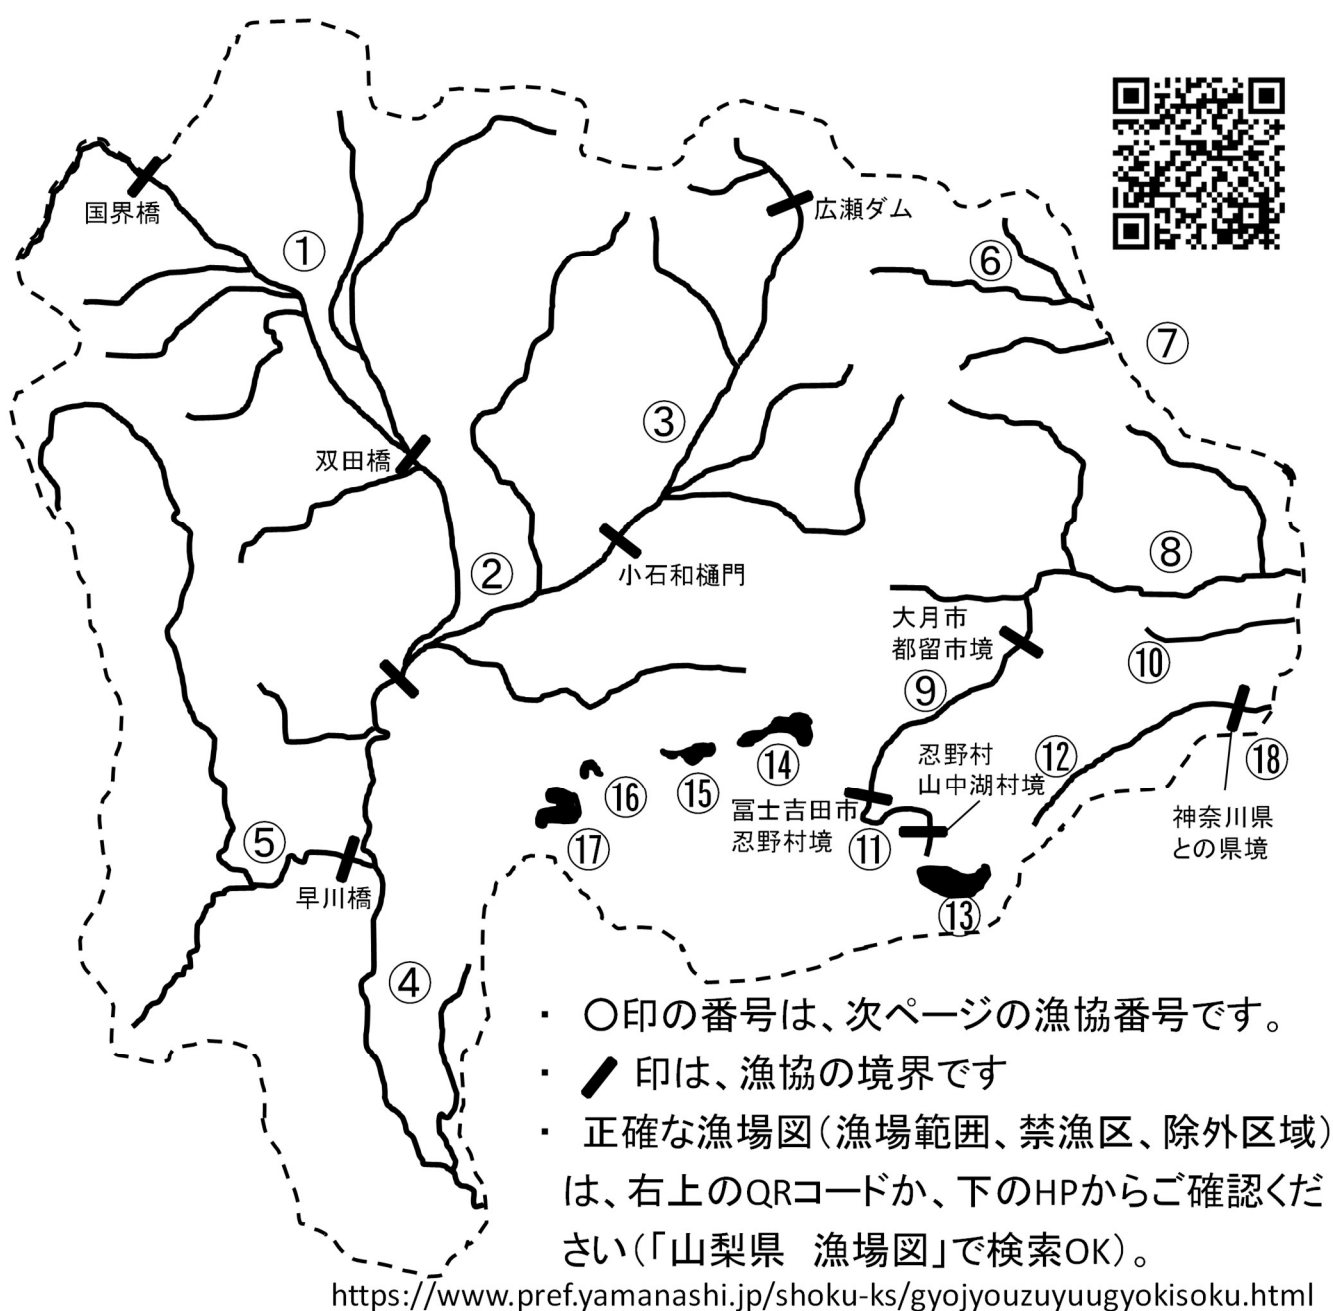 国界橋
①
広瀬ダム
⑥
⑦
③
双田橋
②
小石和樋門
⑧
大月市
都留市境
⑩
⑨
⑭
忍野村
山中湖村境
⑫
⑱
⑯
⑮
冨士吉田市
忍野村境
神奈川県
との県境
⑤
⑰
⑪
早川橋
⑬
④
・ 〇印の番号は、次ページの漁協番号です。
・ 印は、漁協の境界です
・ 正確な漁場図(漁場範囲、禁漁区、除外区域)
は、右上のQRコードか、下のHPからご確認くだ
さい(「山梨県 漁場図」で検索OK)。
https://www.pref.yamanashi.jp/shoku-ks/gyojyouzuyuugyokisoku.html